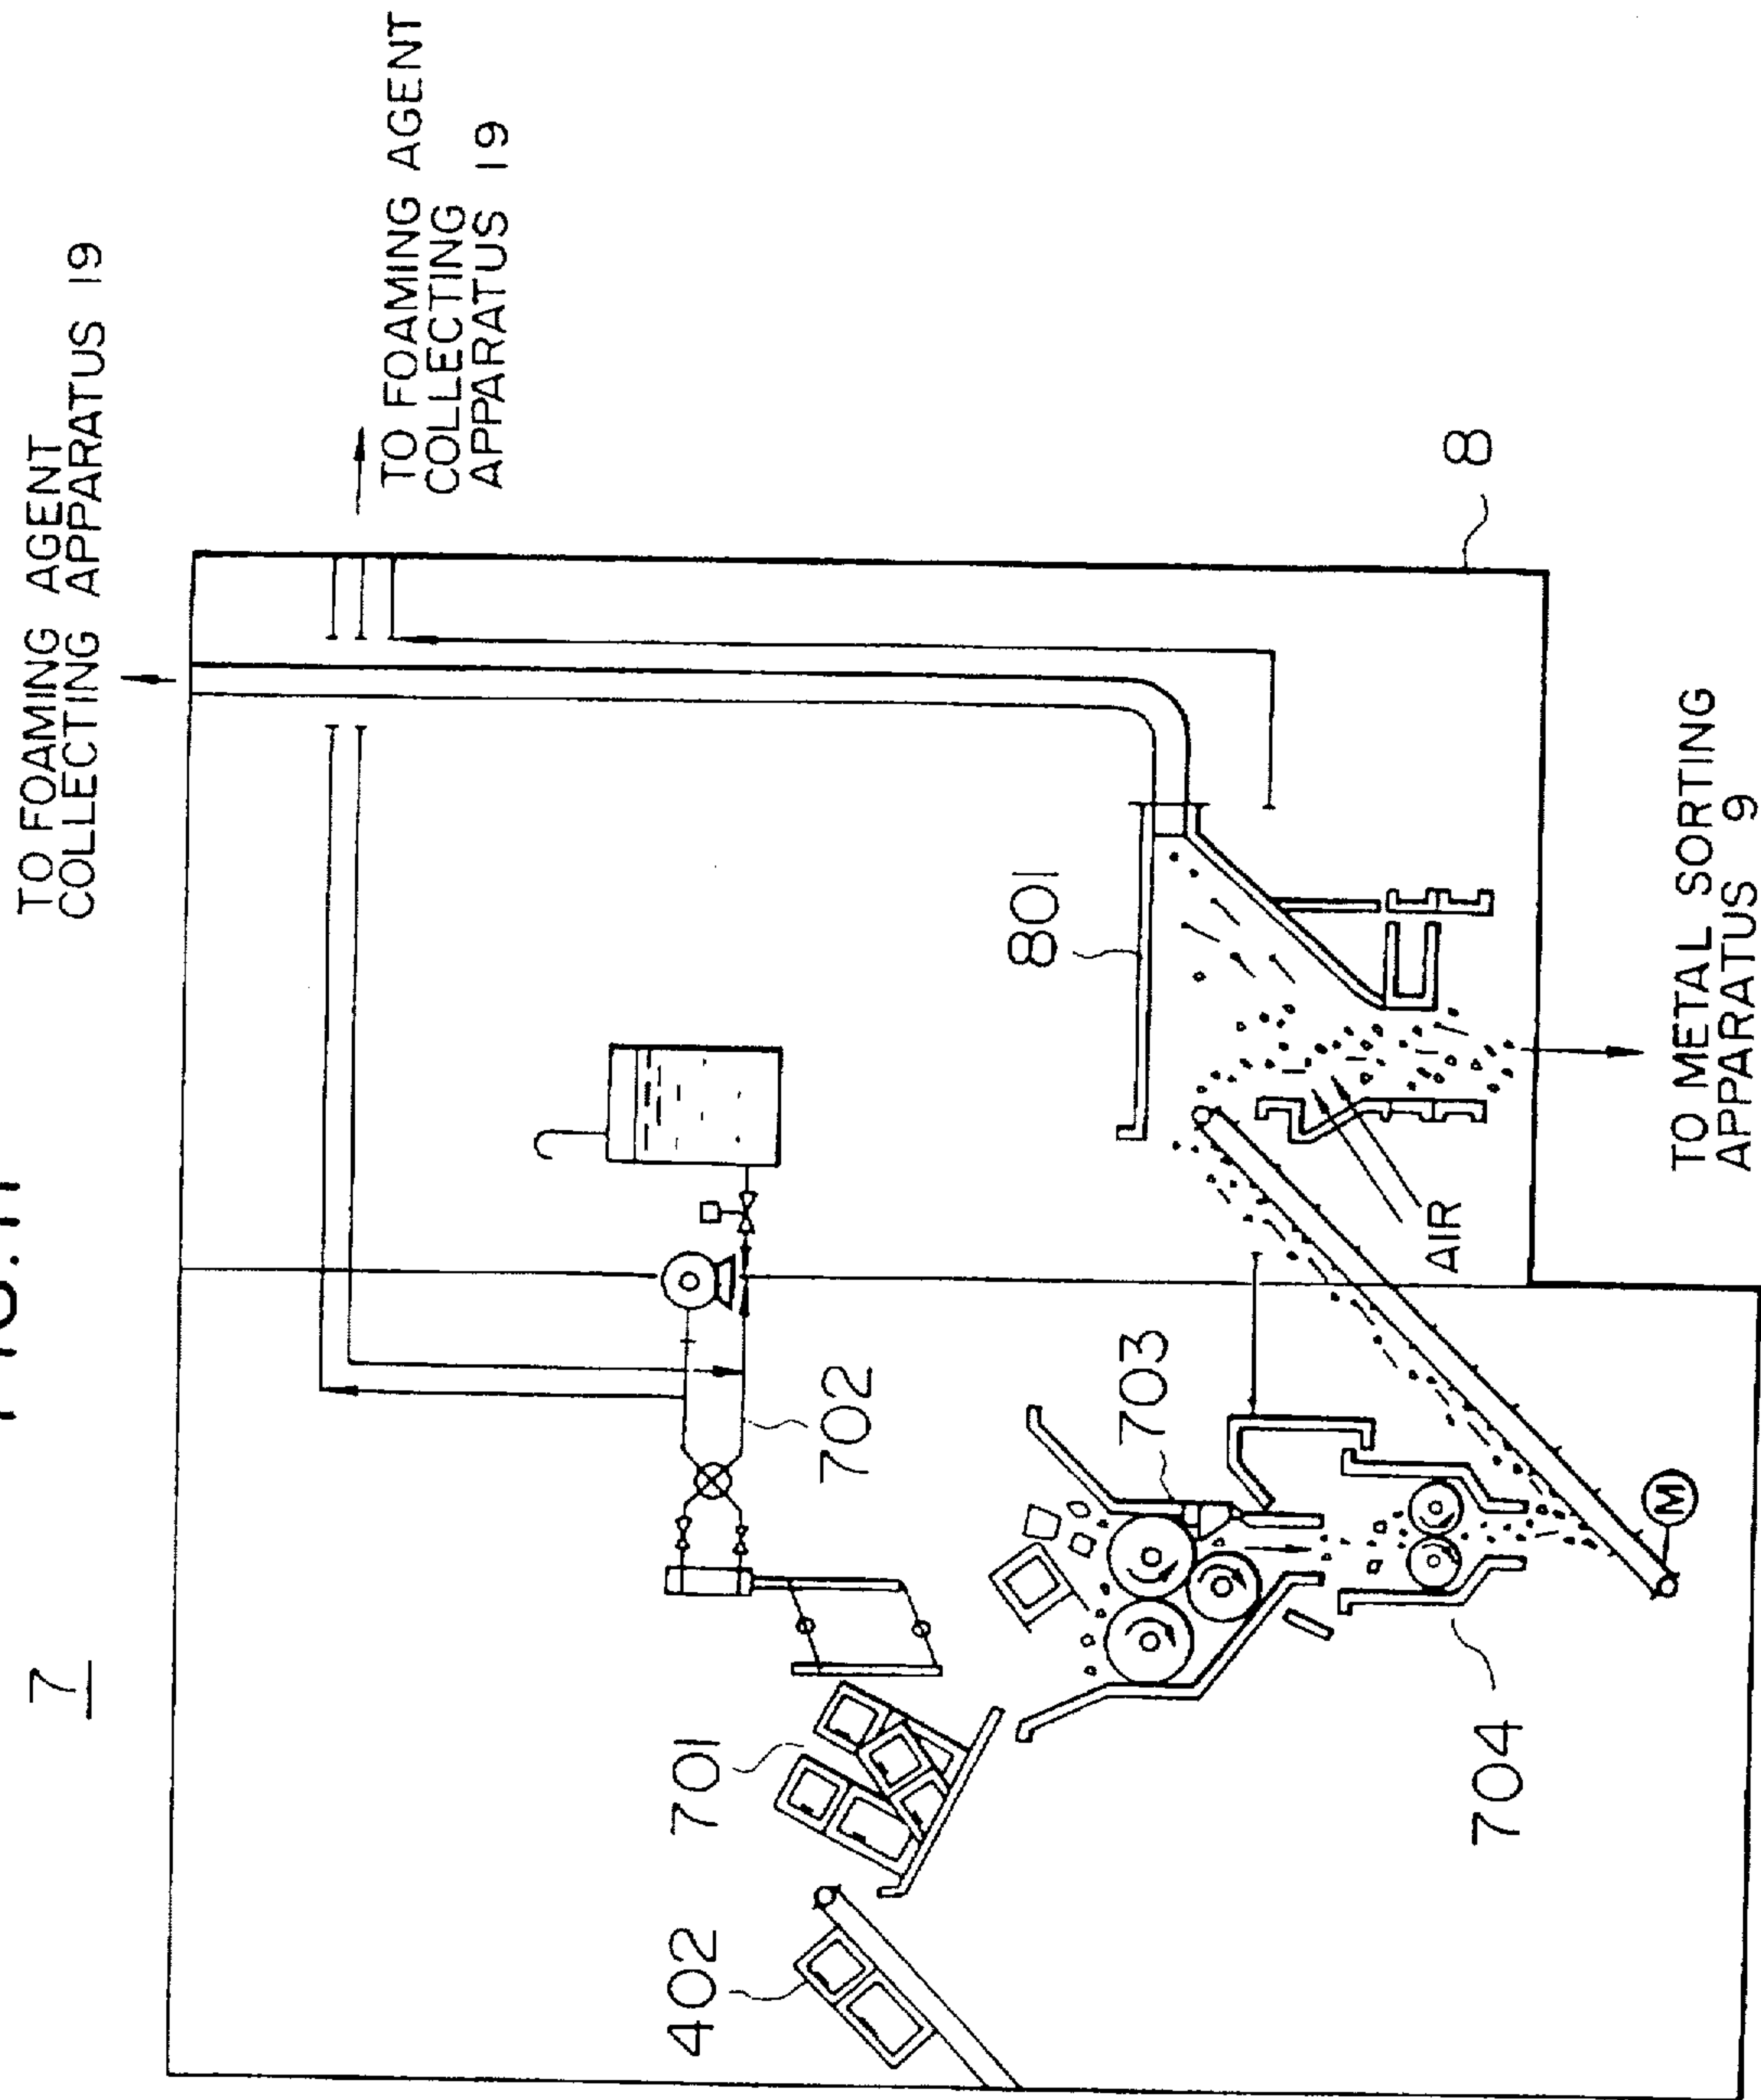 7
TO FOAMING AGENT
COLLECTING APPARATUS 19
TO FOAMING AGENT
COLLECTING
APPARATUS 19
402
701
702
703
704
801
8
AIR
M
TO METAL SORTING
APPARATUS 9